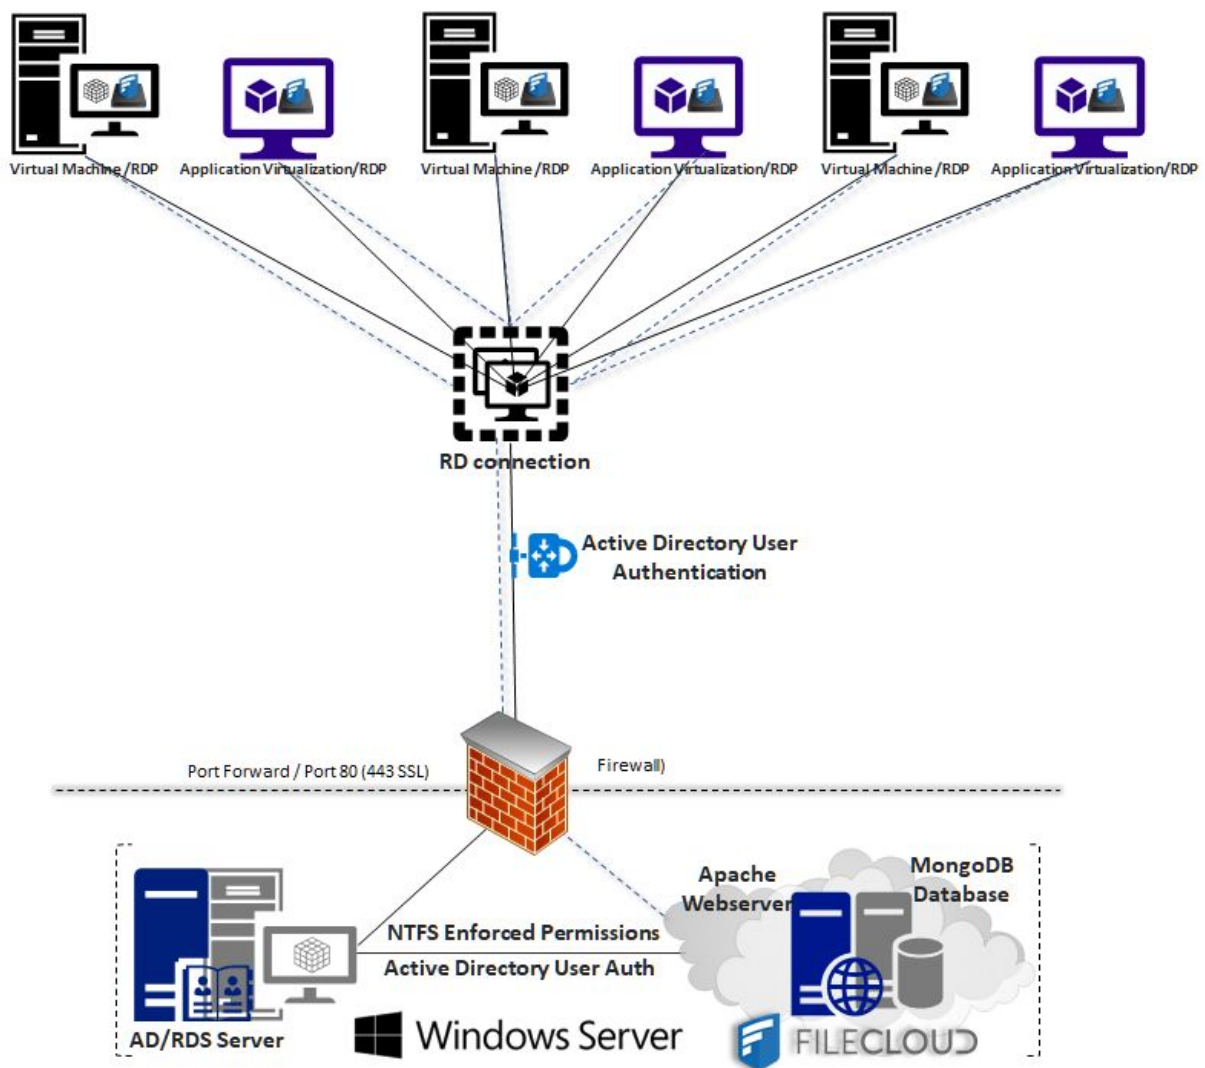 Virtual Machine/RDP
Application Virtualization/RDP
Virtual Machine/RDP
Application Virtualization/RDP
Virtual Machine/RDP
Application Virtualization/RDP
RD connection
Active Directory User
Authentication
Port Forward / Port 80 (443 SSL)
Firewall)
Apache
Webserver
MongoDB
Database
NTFS Enforced Permissions
Active Directory User Auth
AD/RDS Server
Windows Server
FILECLOUD